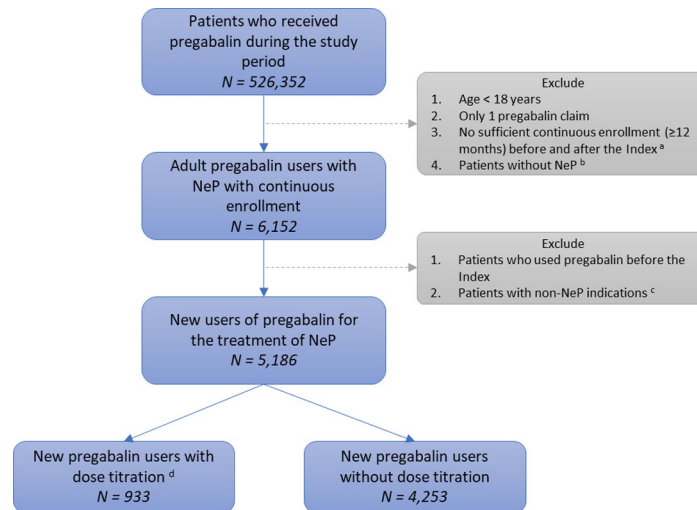 Patients who received
pregabalin during the study
period
N = 526,352
Exclude
1. Age < 18 years
2. Only 1 pregabalin claim
3. No sufficient continuous enrollment (≥12
months) before and after the Index a
4. Patients without NeP b
Adult pregabalin users with
NeP with continuous
enrollment
N = 6,152
Exclude
1. Patients who used pregabalin before the
Index
2. Patients with non-NeP indications c
New users of pregabalin for
the treatment of NeP
N = 5,186
New pregabalin users with
dose titration d
N = 933
New pregabalin users
without dose titration
N = 4,253